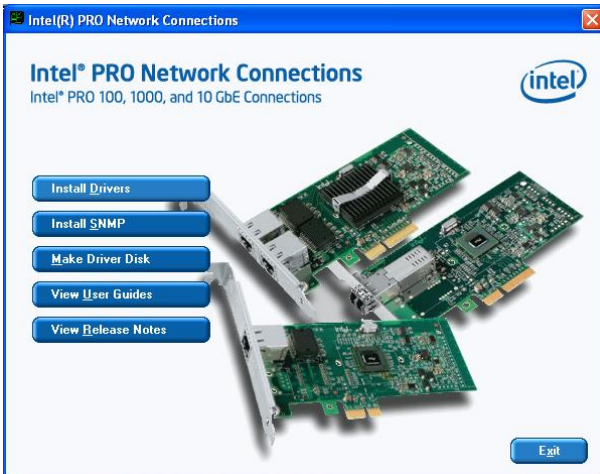 Intel(R) PRO Network Connections
Intel® PRO Network Connections
Intel® PRO 100, 1000, and 10 GbE Connections
intel
Install Drivers
Install SNMP
Make Driver Disk
View User Guides
View Release Notes
Exit